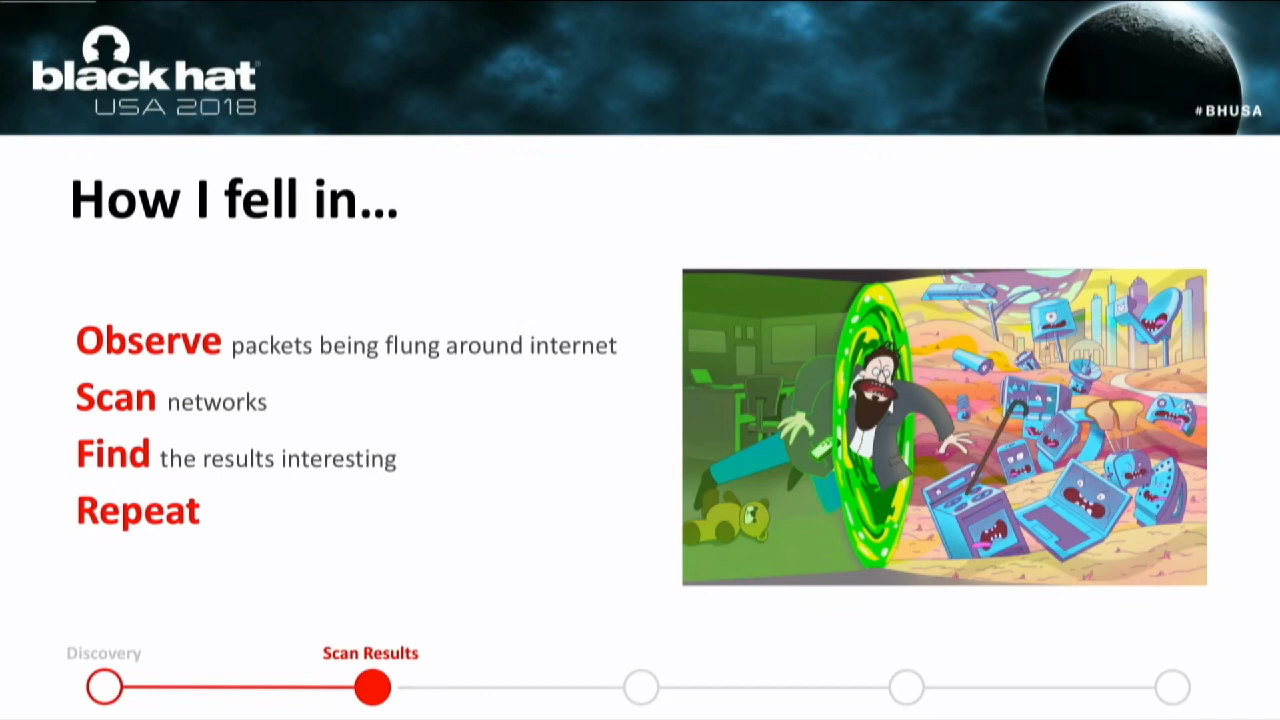 black hat
USA 2018
#BHUSA
How I fell in...
Observe packets being flung around internet
Scan networks
Find the results interesting
Repeat
Discovery
Scan Results